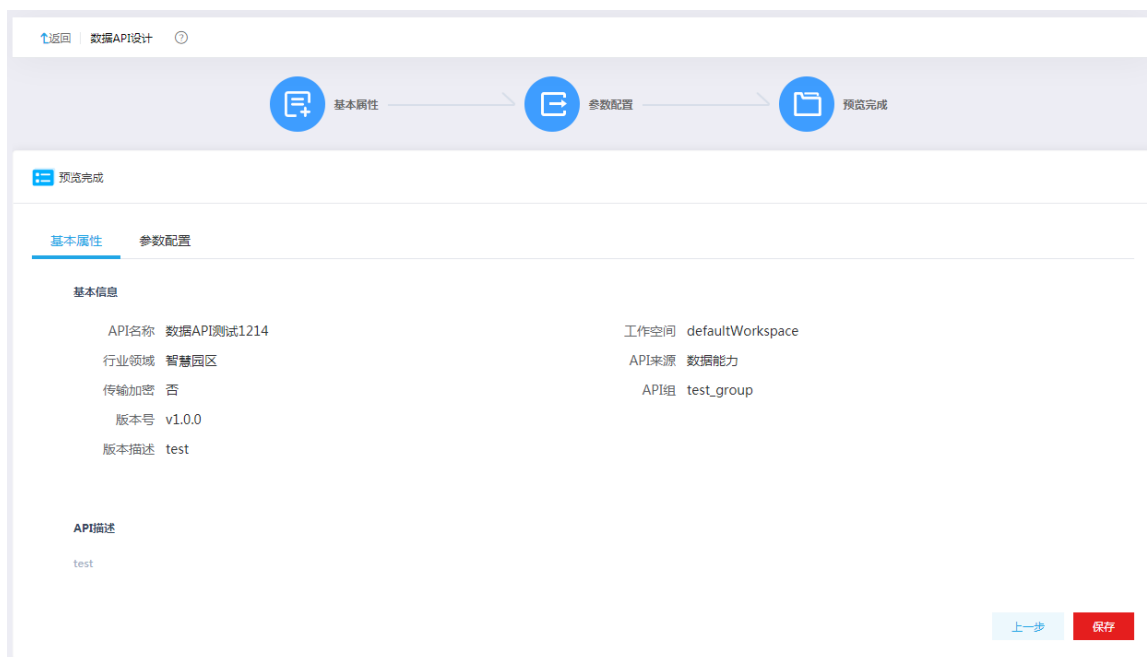 返回 数据API设计 ?
基本属性 参数配置 预览完成
预览完成
基本属性 参数配置
基本信息
API名称 数据API测试1214 工作空间 defaultWorkspace
行业领域 智慧园区 API来源 数据能力
传输加密 否 API组 test_group
版本号 v1.0.0
版本描述 test
API描述
test
上一步 保存